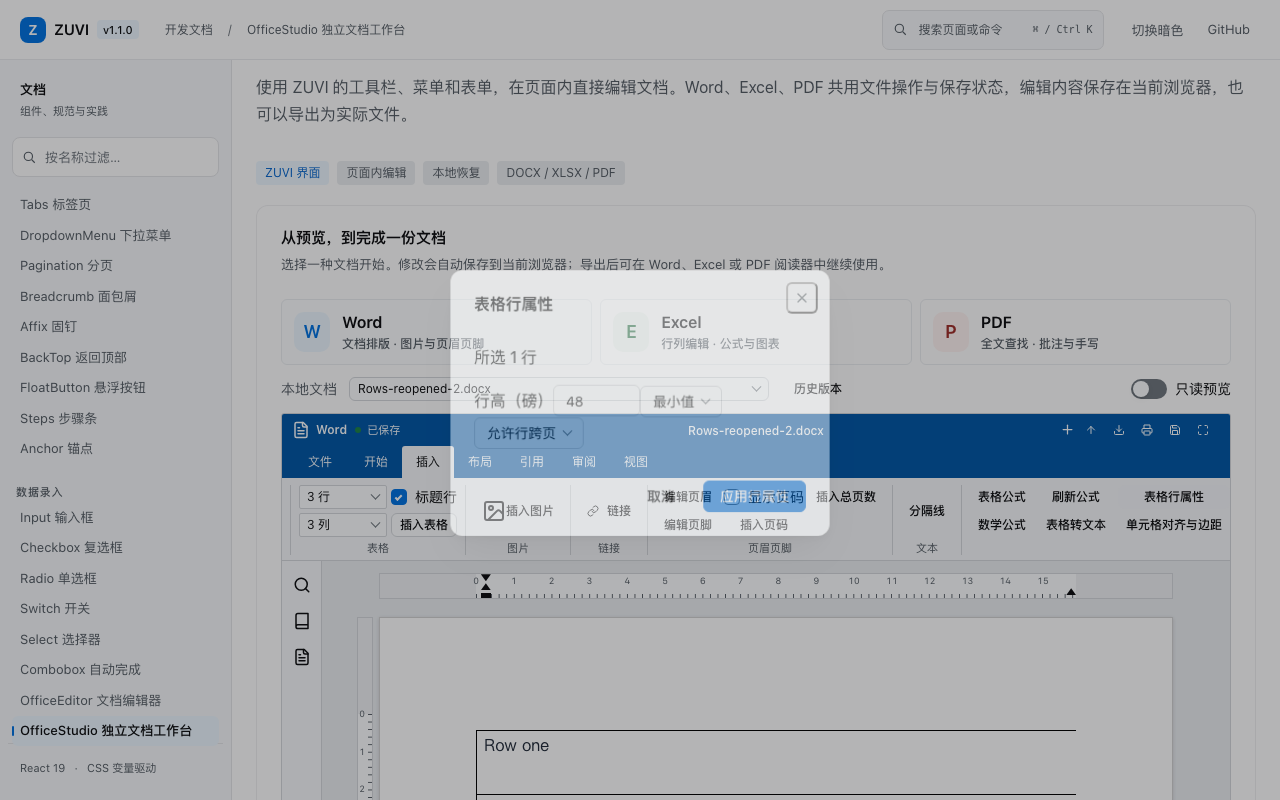 Z ZUVI v1.1.0 开发文档 / OfficeStudio 独立文档工作台 搜索页面或命令 ⌘ / Ctrl K 切换暗色 GitHub
文档
组件、规范与实践
按名称过滤...
Tabs 标签页
DropdownMenu 下拉菜单
Pagination 分页
Breadcrumb 面包屑
Affix 固钉
BackTop 返回顶部
FloatButton 悬浮按钮
Steps 步骤条
Anchor 锚点
数据录入
Input 输入框
Checkbox 复选框
Radio 单选框
Switch 开关
Select 选择器
Combobox 自动完成
OfficeEditor 文档编辑器
OfficeStudio 独立文档工作台
React 19 · CSS 变量驱动
使用 ZUVI 的工具栏、菜单和表单，在页面内直接编辑文档。Word、Excel、PDF 共用文件操作与保存状态，编辑内容保存在当前浏览器，也
可以导出为实际文件。
ZUVI 界面 页面内编辑 本地恢复 DOCX / XLSX / PDF
从预览，到完成一份文档
选择一种文档开始。修改会自动保存到当前浏览器；导出后可在 Word、Excel 或 PDF 阅读器中继续使用。
W Word
文档排版 · 图片与页眉页脚
E Excel
行列编辑 · 公式与图表
P PDF
全文查找 · 批注与手写
本地文档 Rows-reopened-2.docx 历史版本 只读预览
表格行属性
所选 1 行
行高（磅） 48 最小值
允许行跨页
取消 应用
Word 已保存 Rows-reopened-2.docx
文件 开始 插入 布局 引用 审阅 视图
3 行 标题行
3 列 插入表格
表格
插入图片
图片
链接
链接
编辑页眉 显示页码 插入总页数
编辑页脚 插入页码
页眉页脚
分隔线
文本
表格公式 刷新公式 表格行属性
数学公式 表格转文本 单元格对齐与边距
0 1 2 3 4 5 6 7 8 9 10 11 12 13 14 15
0
1
2
Row one